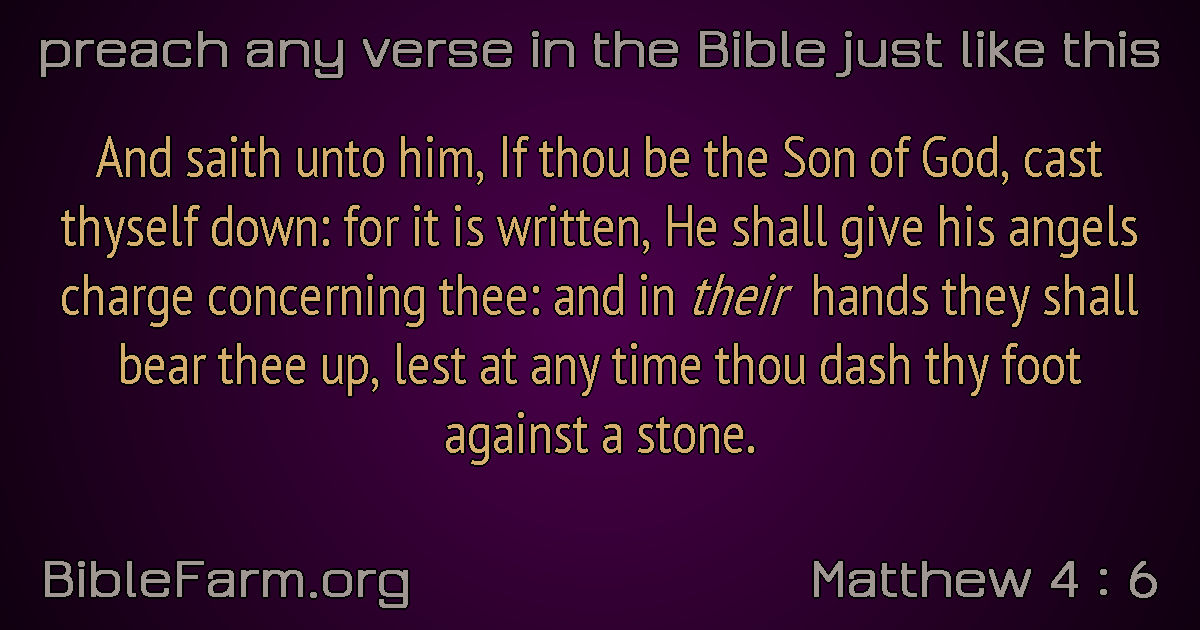 preach any verse in the Bible just like this
And saith unto him, If thou be the Son of God, cast
thyself down: for it is written, He shall give his angels
charge concerning thee: and in their hands they shall
bear thee up, lest at any time thou dash thy foot
against a stone.
BibleFarm.org
Matthew 4 : 6